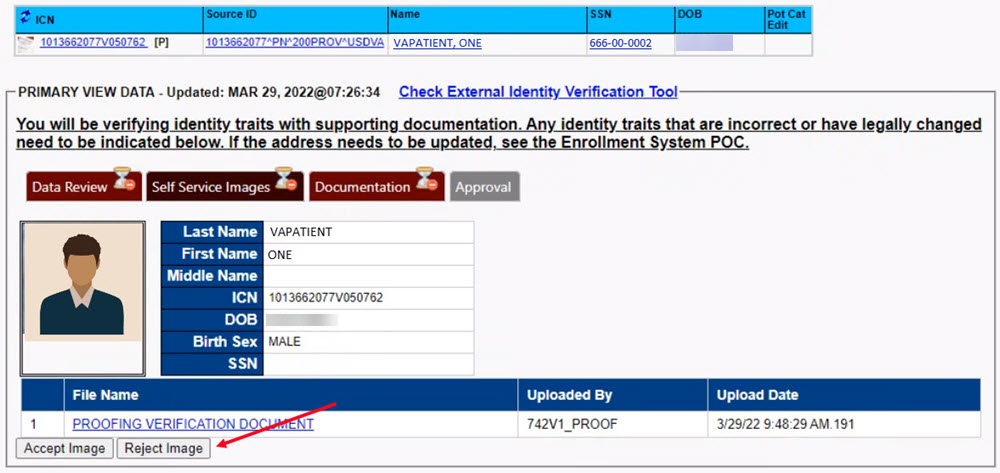 ICN Source ID Name SSN DOB Pot Cat Edit
1013662077V050762 [P] 1013662077^PN^200PROV^USDVA VAPATIENT, ONE 666-00-0002
PRIMARY VIEW DATA - Updated: MAR 29, 2022@07:26:34 Check External Identity Verification Tool
You will be verifying identity traits with supporting documentation. Any identity traits that are incorrect or have legally changed
need to be indicated below. If the address needs to be updated, see the Enrollment System POC.
Data Review Self Service Images Documentation Approval
Last Name VAPATIENT
First Name ONE
Middle Name
ICN 1013662077V050762
DOB
Birth Sex MALE
SSN
File Name Uploaded By Upload Date
1 PROOFING VERIFICATION DOCUMENT 742V1_PROOF 3/29/22 9:48:29 AM.191
Accept Image Reject Image